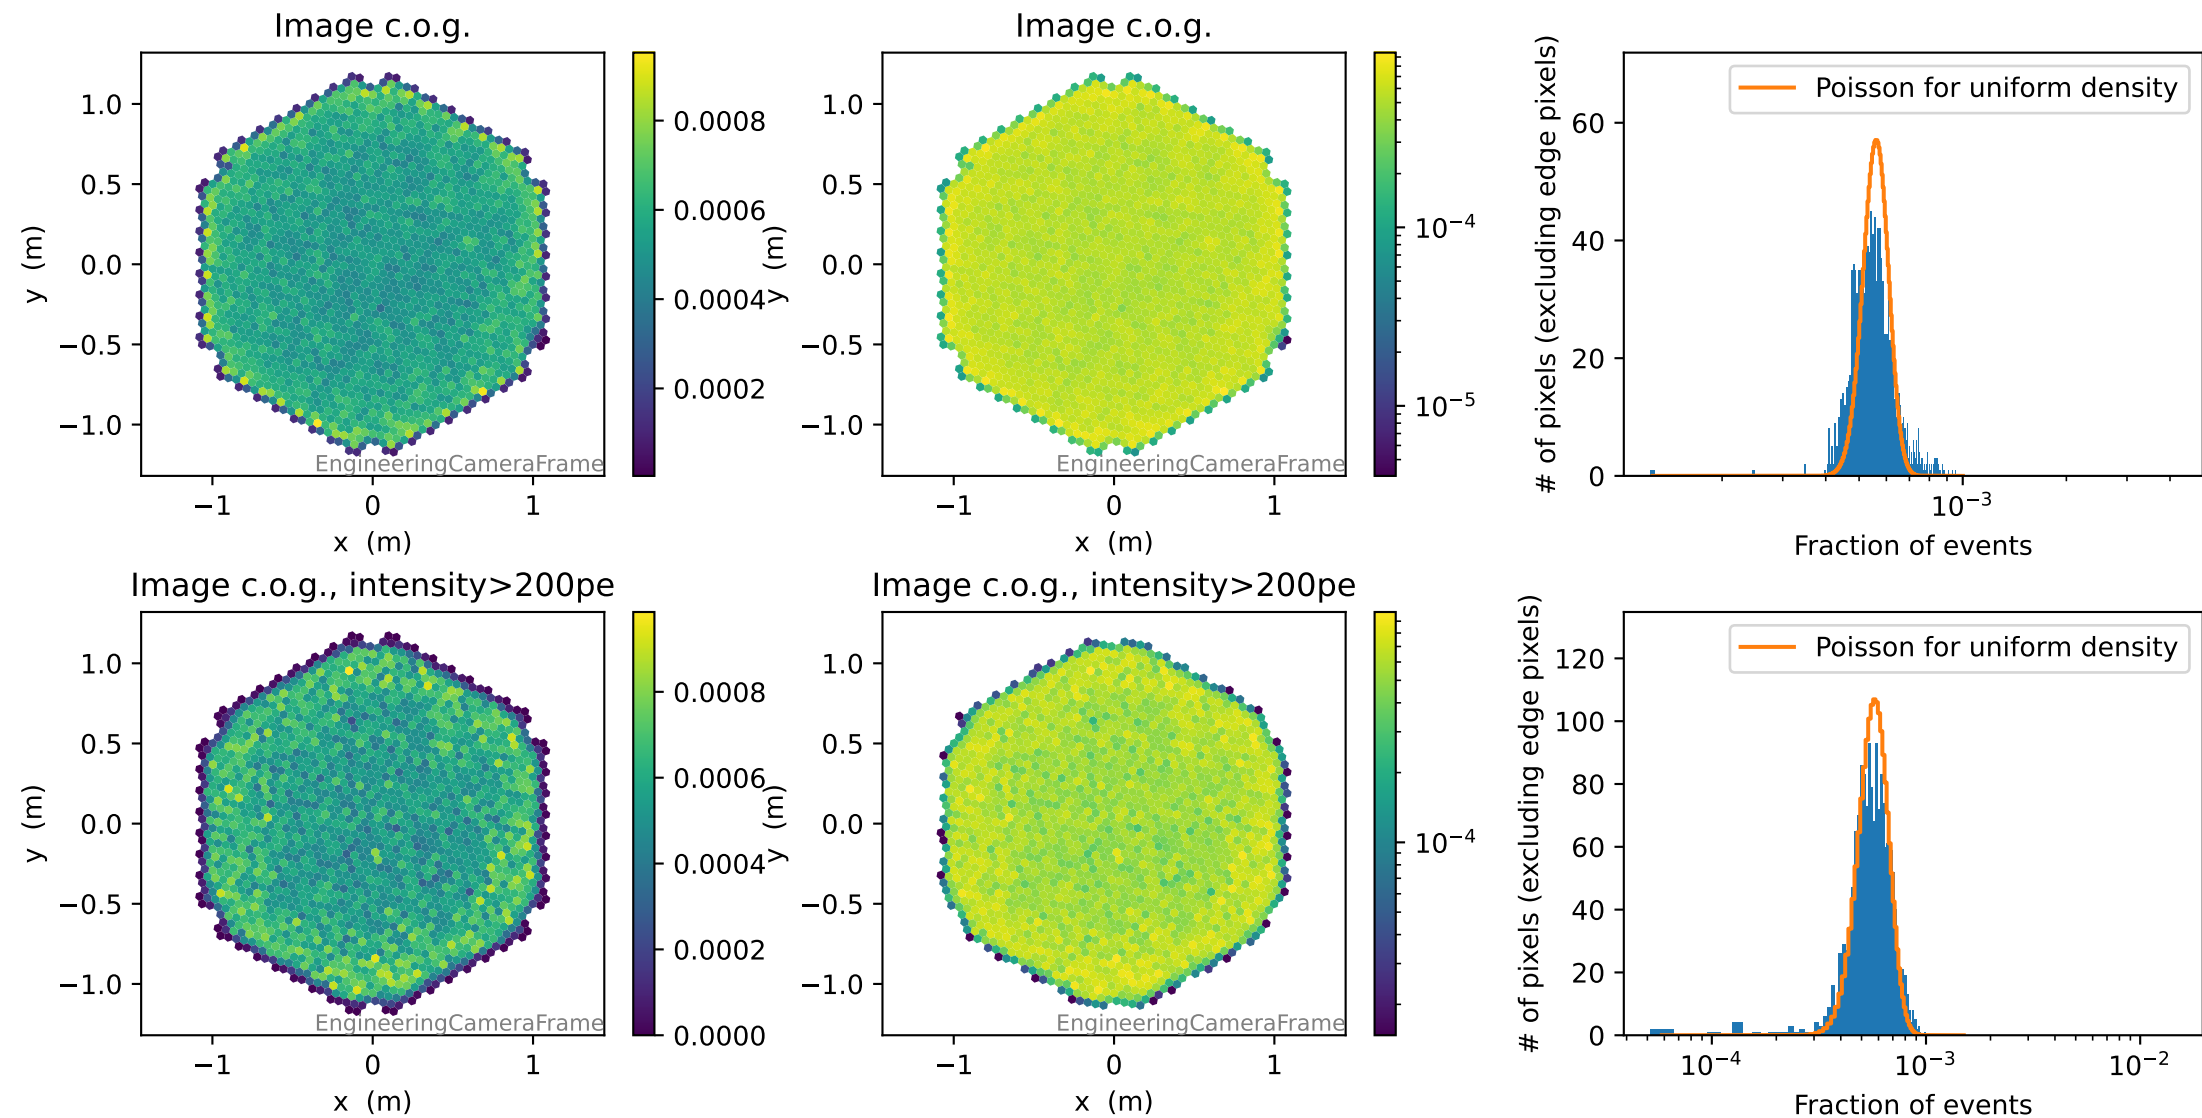 Image c.o.g.
1.0
0.5
0.0
−0.5
−1.0
y (m)
−1
0
1
x (m)
EngineeringCameraFrame
0.0008
0.0006
0.0004
0.0002
Image c.o.g.
1.0
0.5
0.0
−0.5
−1.0
y (m)
−1
0
1
x (m)
EngineeringCameraFrame
10⁻⁴
10⁻⁵
Poisson for uniform density
60
40
20
0
# of pixels (excluding edge pixels)
10⁻³
Fraction of events
Image c.o.g., intensity>200pe
1.0
0.5
0.0
−0.5
−1.0
y (m)
−1
0
1
x (m)
EngineeringCameraFrame
0.0008
0.0006
0.0004
0.0002
0.0000
Image c.o.g., intensity>200pe
1.0
0.5
0.0
−0.5
−1.0
y (m)
−1
0
1
x (m)
EngineeringCameraFrame
10⁻⁴
Poisson for uniform density
120
100
80
60
40
20
0
# of pixels (excluding edge pixels)
10⁻⁴
10⁻³
10⁻²
Fraction of events